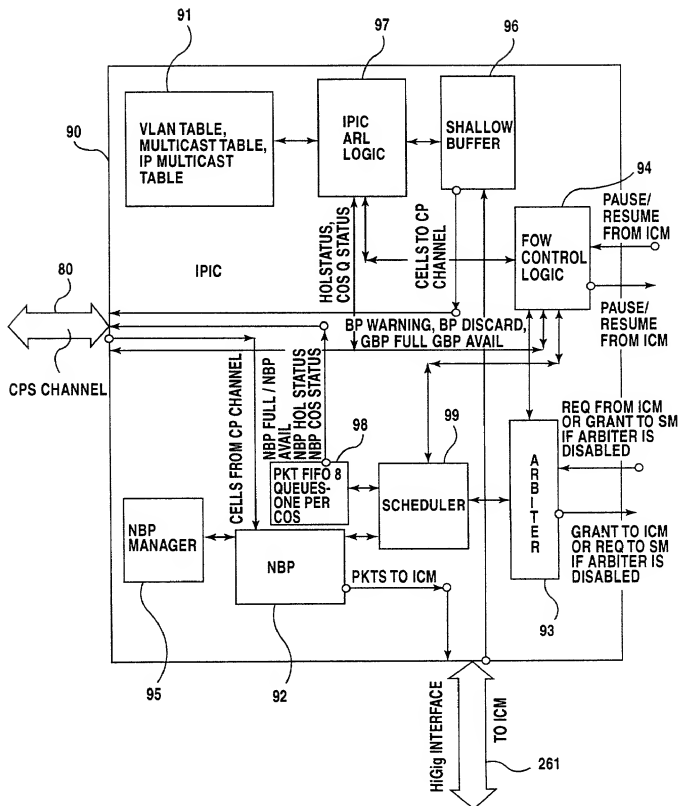 91
97
96
90
VLAN TABLE,
MULTICAST TABLE,
IP MULTICAST
TABLE
IPIC
ARL
LOGIC
SHALLOW
BUFFER
94
PAUSE/
RESUME
FROM ICM
FOW
CONTROL
LOGIC
HOLSTATUS,
COS Q STATUS
CELLS TO CP
CHANNEL
IPIC
80
PAUSE/
RESUME
FROM ICM
BP WARNING, BP DISCARD,
GBP FULL GBP AVAIL
CPS CHANNEL
CELLS FROM CP CHANNEL
NBP FULL / NBP
AVAIL
NBP HOL STATUS
NBP COS STATUS
98
99
REQ FROM ICM
OR GRANT TO SM
IF ARBITER IS
DISABLED
PKT FIFO 8
QUEUES-
ONE PER
COS
SCHEDULER
ARBITER
NBP
MANAGER
NBP
GRANT TO ICM
OR REQ TO SM
IF ARBITER IS
DISABLED
PKTS TO ICM
93
95
92
HiGig INTERFACE
TO ICM
261